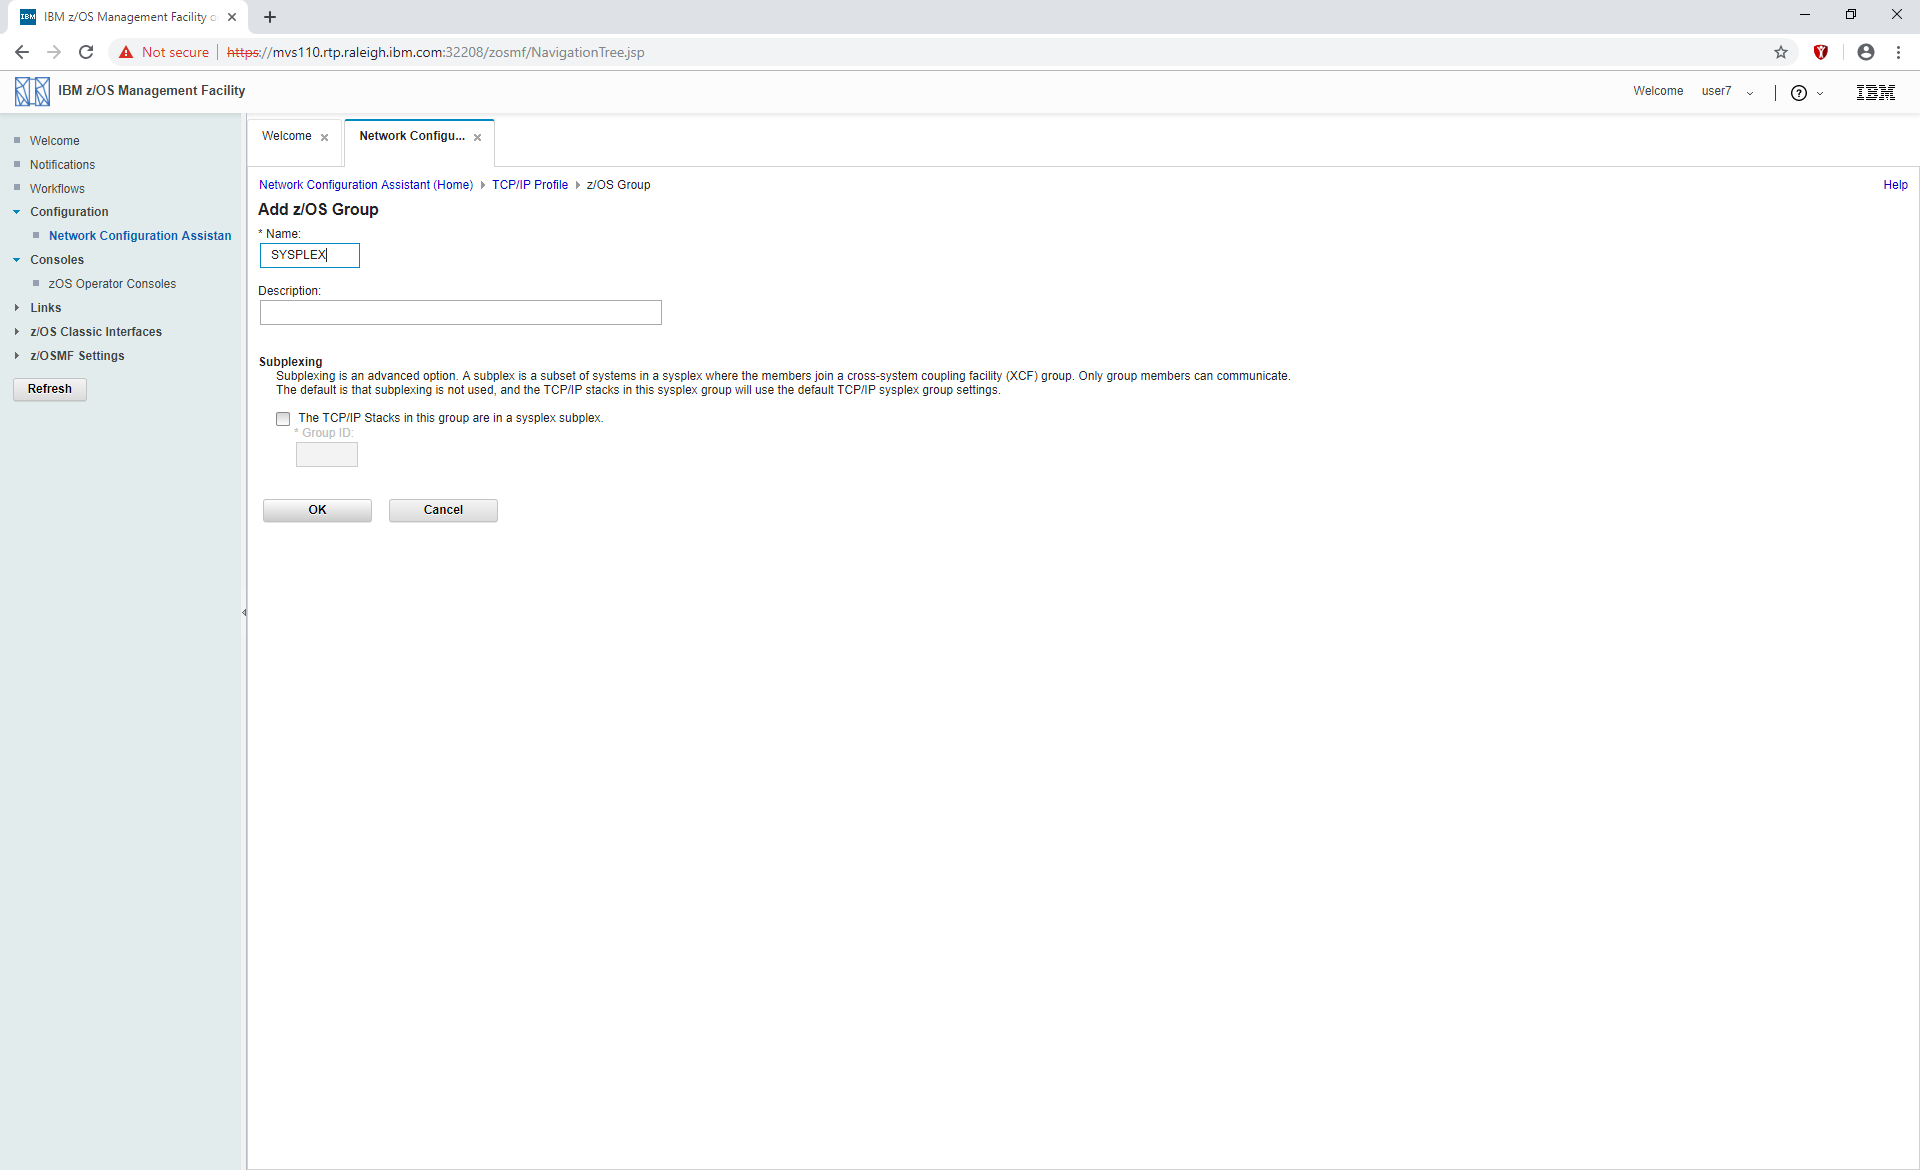 IBM IBM z/OS Management Facility o
Not secure https://mvs110.rtp.raleigh.ibm.com:32208/zosmf/NavigationTree.jsp
IBM z/OS Management Facility
Welcome user7 ? IBM
Welcome
Notifications
Workflows
Configuration
Network Configuration Assistan
Consoles
zOS Operator Consoles
Links
z/OS Classic Interfaces
z/OSMF Settings
Refresh
Welcome
Network Configu...
Network Configuration Assistant (Home) TCP/IP Profile z/OS Group
Help
Add z/OS Group
* Name:
SYSPLEX
Description:
Subplexing
Subplexing is an advanced option. A subplex is a subset of systems in a sysplex where the members join a cross-system coupling facility (XCF) group. Only group members can communicate.
The default is that subplexing is not used, and the TCP/IP stacks in this sysplex group will use the default TCP/IP sysplex group settings.
The TCP/IP Stacks in this group are in a sysplex subplex.
* Group ID:
OK Cancel